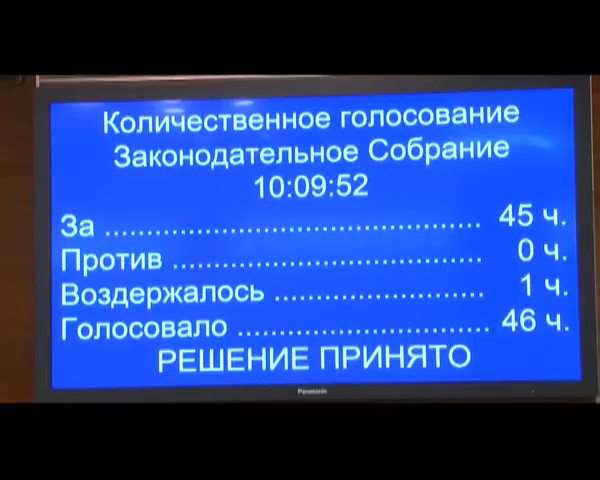 Количественное голосование
Законодательное Собрание
10:09:52
За ............................................. 45 ч.
Против ...................................... 0 ч.
Воздержалось .......................... 1 ч.
Голосовало ............................... 46 ч.
РЕШЕНИЕ ПРИНЯТО
Panasonic